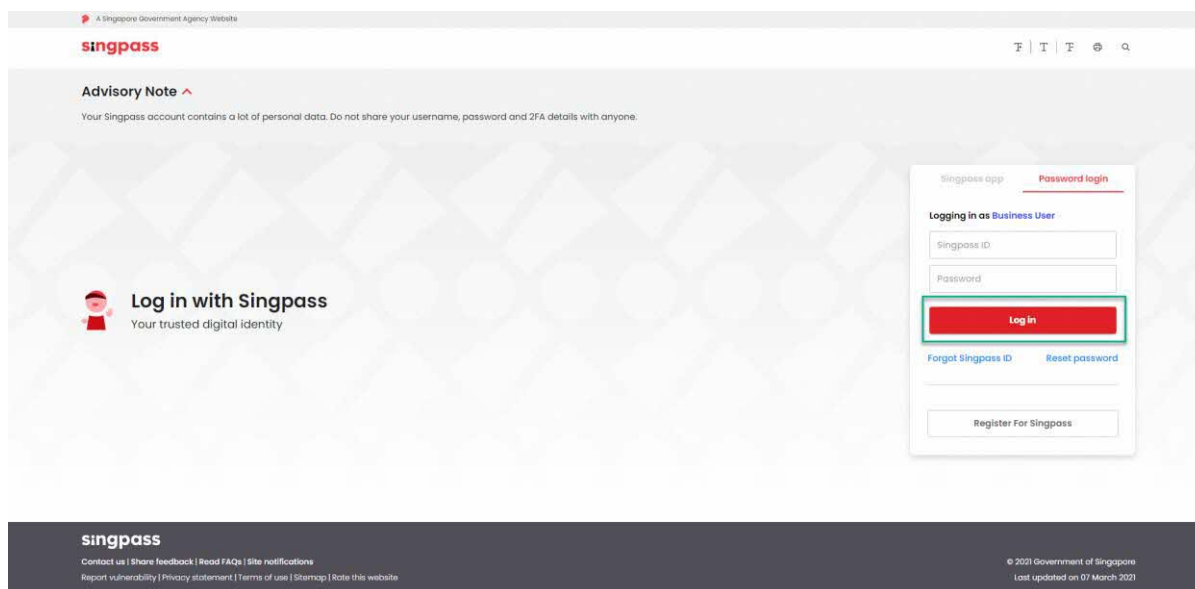 A Singapore Government Agency Website
singpass
Advisory Note
Your Singpass account contains a lot of personal data. Do not share your username, password and 2FA details with anyone.
Singpass app
Password login
Logging in as Business User
Singpass ID
Password
Log in with Singpass
Your trusted digital identity
Log in
Forgot Singpass ID
Reset password
Register For Singpass
singpass
Contact us | Share feedback | Read FAQs | Site notifications
Report vulnerability | Privacy statement | Terms of use | Sitemap | Rate this website
© 2021 Government of Singapore
Last updated on 07 March 2021